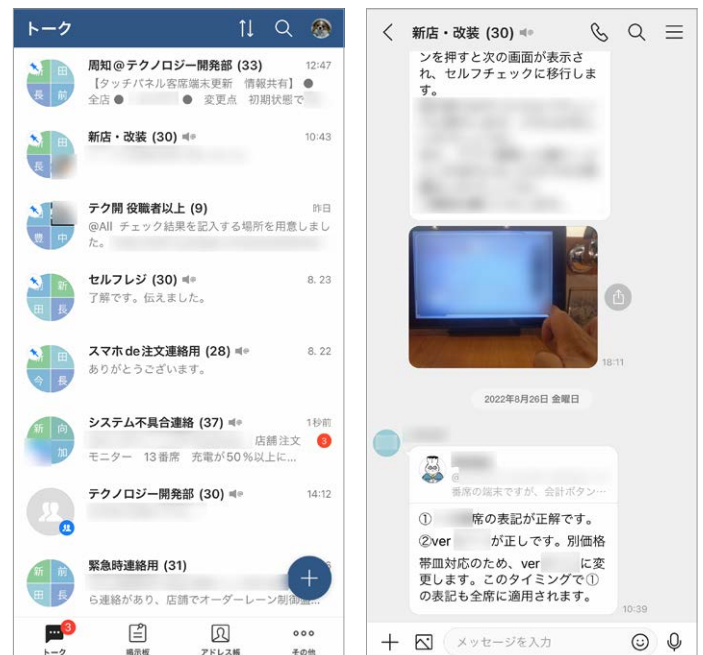 トーク
周知@テクノロジー開発部 (33)
12:47
【タッチパネル客席端末更新 情報共有】●
全店● ● 変更点 初期状態で
新店・改装 (30)
10:43
テク開 役職者以上 (9)
昨日
@All チェック結果を記入する場所を用意しまし
た。
セルフレジ (30)
8. 23
了解です。伝えました。
スマホde注文連絡用 (28)
8. 22
ありがとうございます。
システム不具合連絡 (37)
1秒前
店舗注文
3
モニター 13番席 充電が50%以上に...
テクノロジー開発部 (30)
14:12
緊急時連絡用 (31)
ら連絡があり、店舗でオーダーレーン制御
3
トーク
掲示板
アドレス帳
その他
新店・改装 (30)
ンを押すと次の画面が表示さ
れ、セルフチェックに移行しま
す。
18:11
2022年8月26日 金曜日
@
番席の端末ですが、会計ボタン…
① 席の表記が正解です。
②ver が正しです。別価格
帯皿対応のため、ver に変
更します。このタイミングで①
の表記も全席に適用されます。
10:39
メッセージを入力